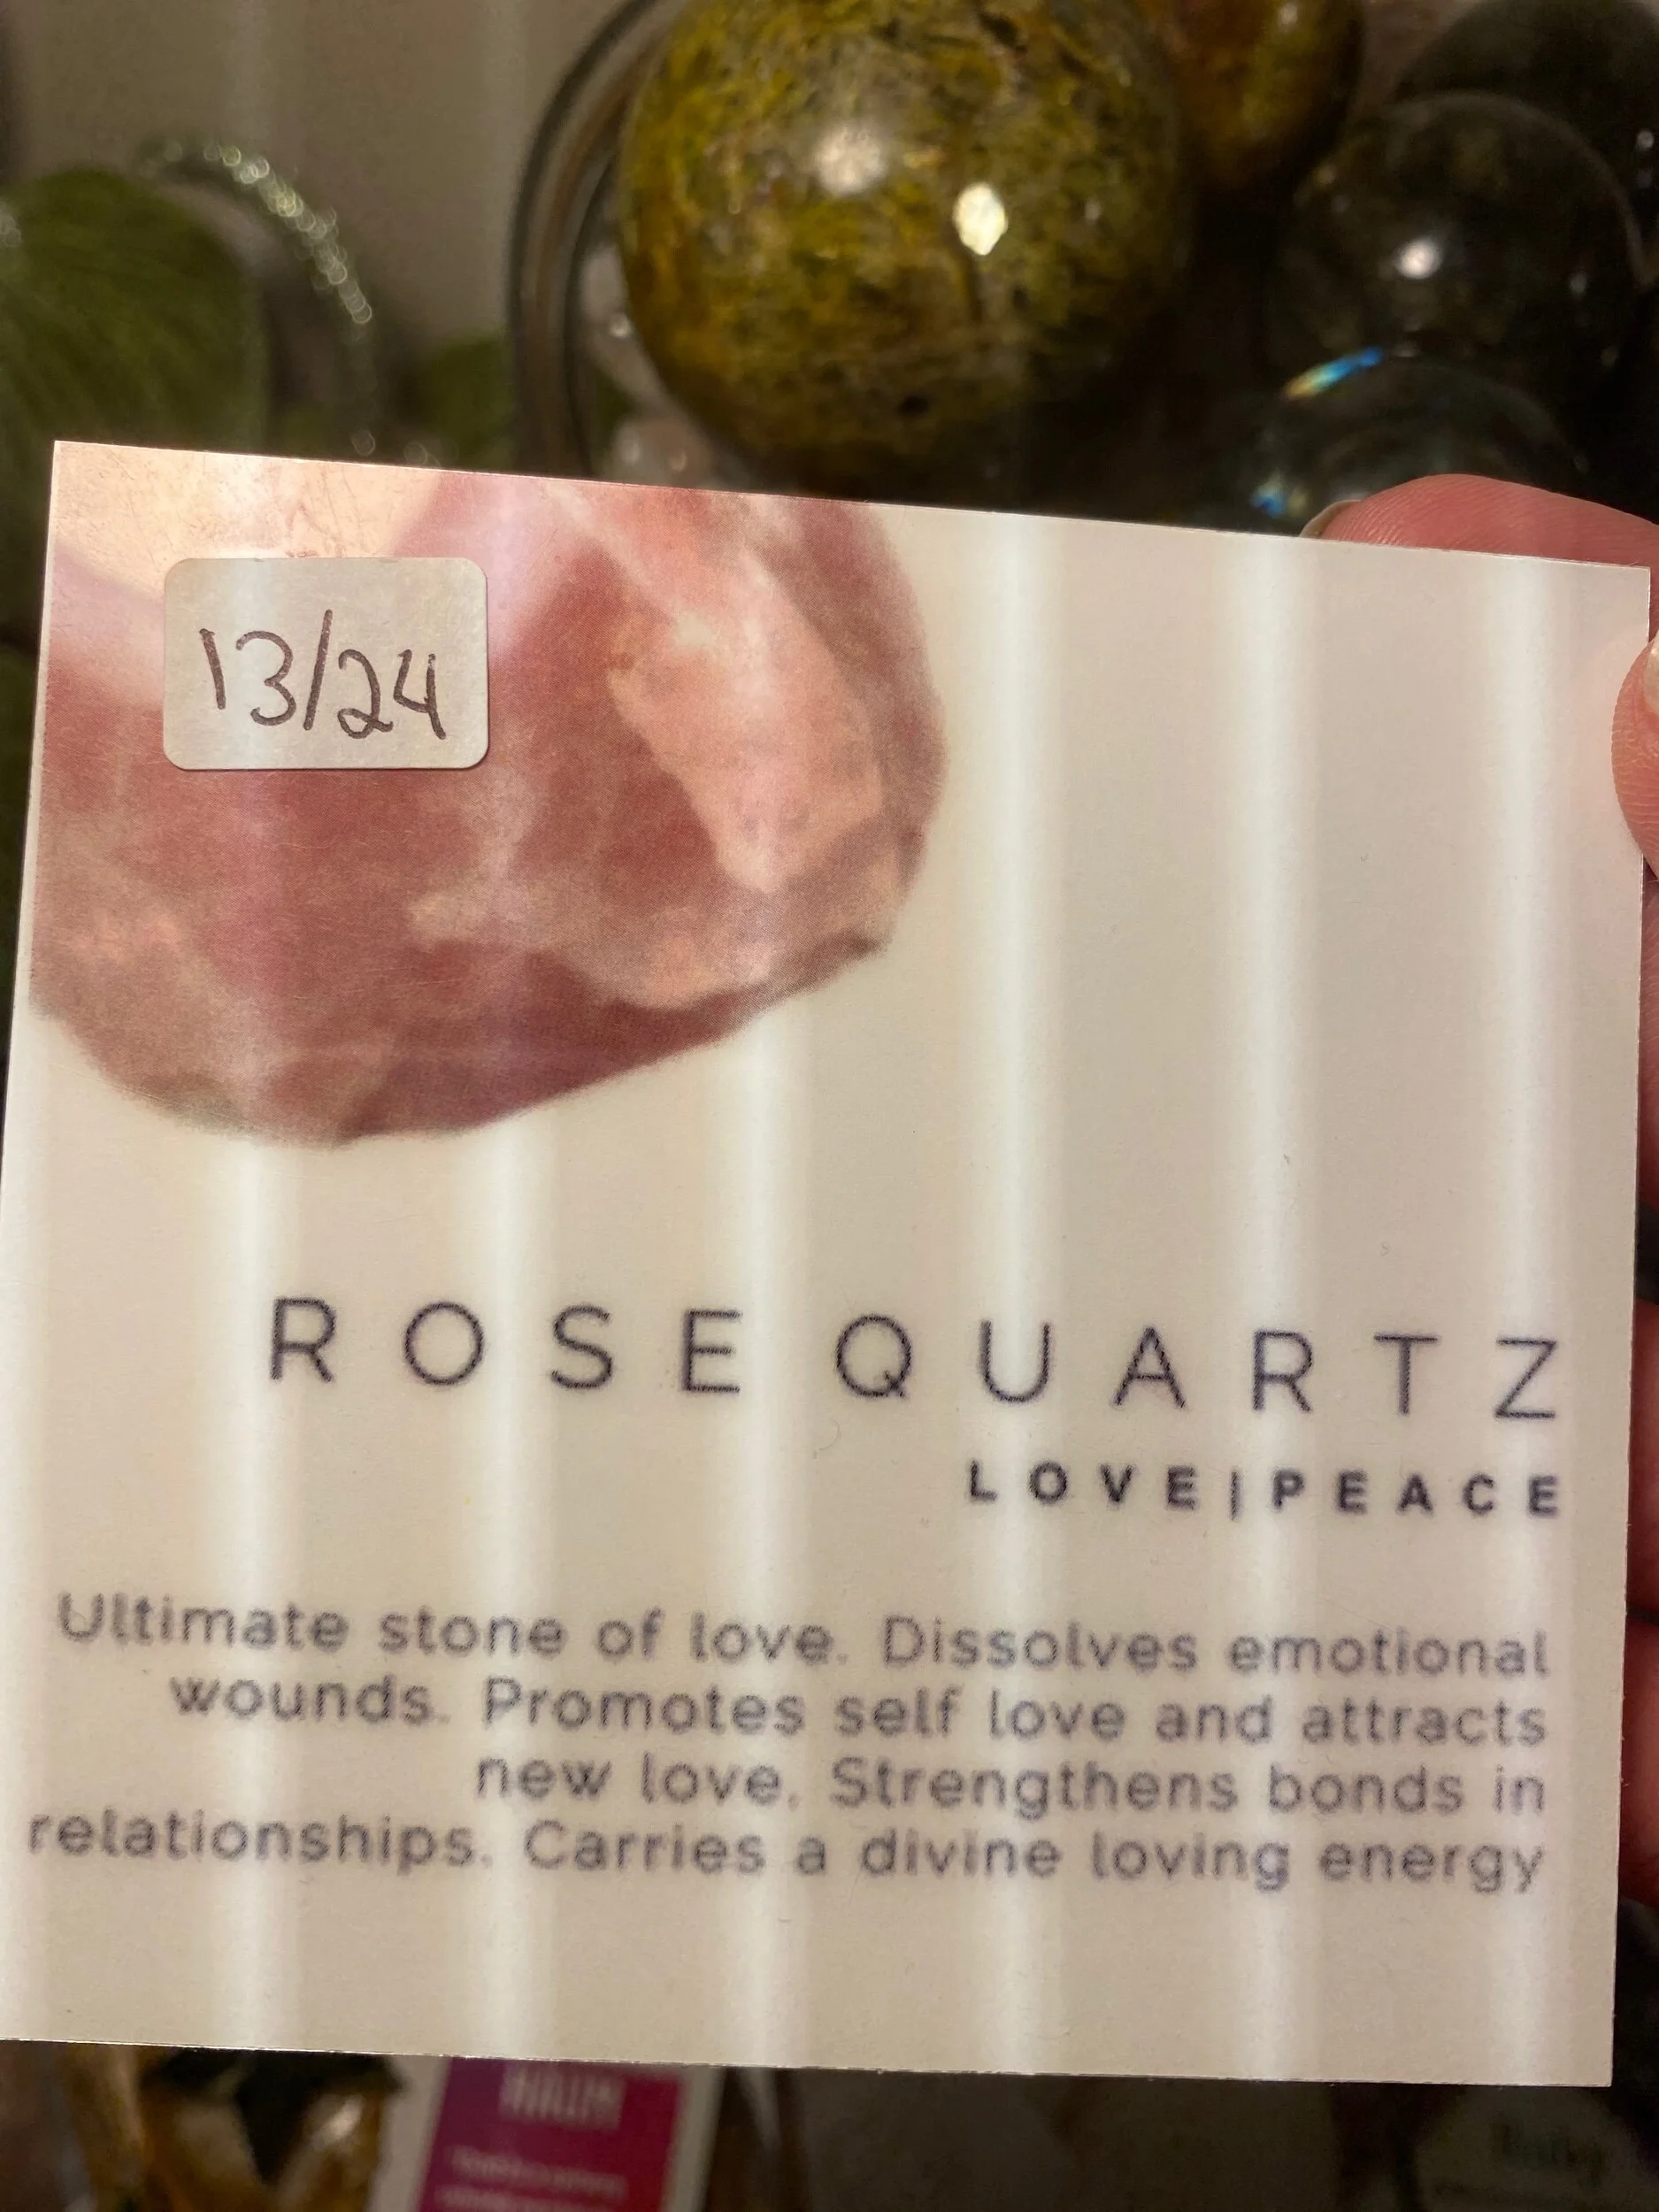 13/24
ROSE QUARTZ
LOVE|PEACE
Ultimate stone of love. Dissolves emotional
wounds. Promotes self love and attracts
new love. Strengthens bonds in
relationships. Carries a divine loving energy